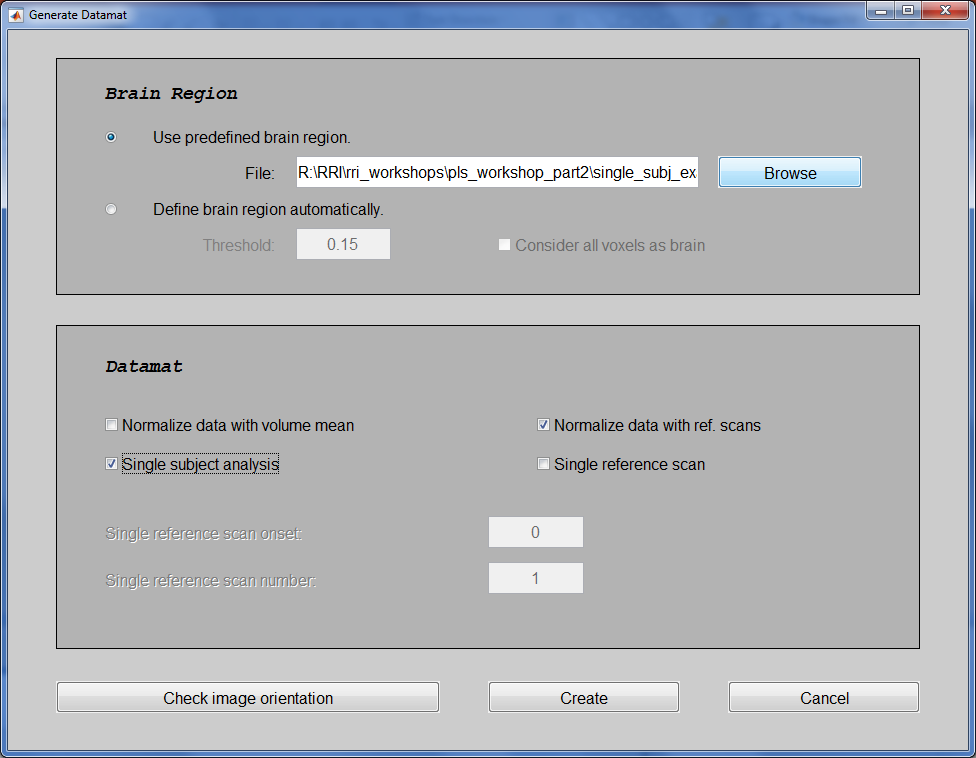 Generate Datamat
Brain Region
Use predefined brain region.
File: R:\RRI\rri_workshops\pls_workshop_part2\single_subj_ex Browse
Define brain region automatically.
Threshold: 0.15 Consider all voxels as brain
Datamat
Normalize data with volume mean Normalize data with ref. scans
Single subject analysis Single reference scan
Single reference scan onset: 0
Single reference scan number: 1
Check image orientation Create Cancel